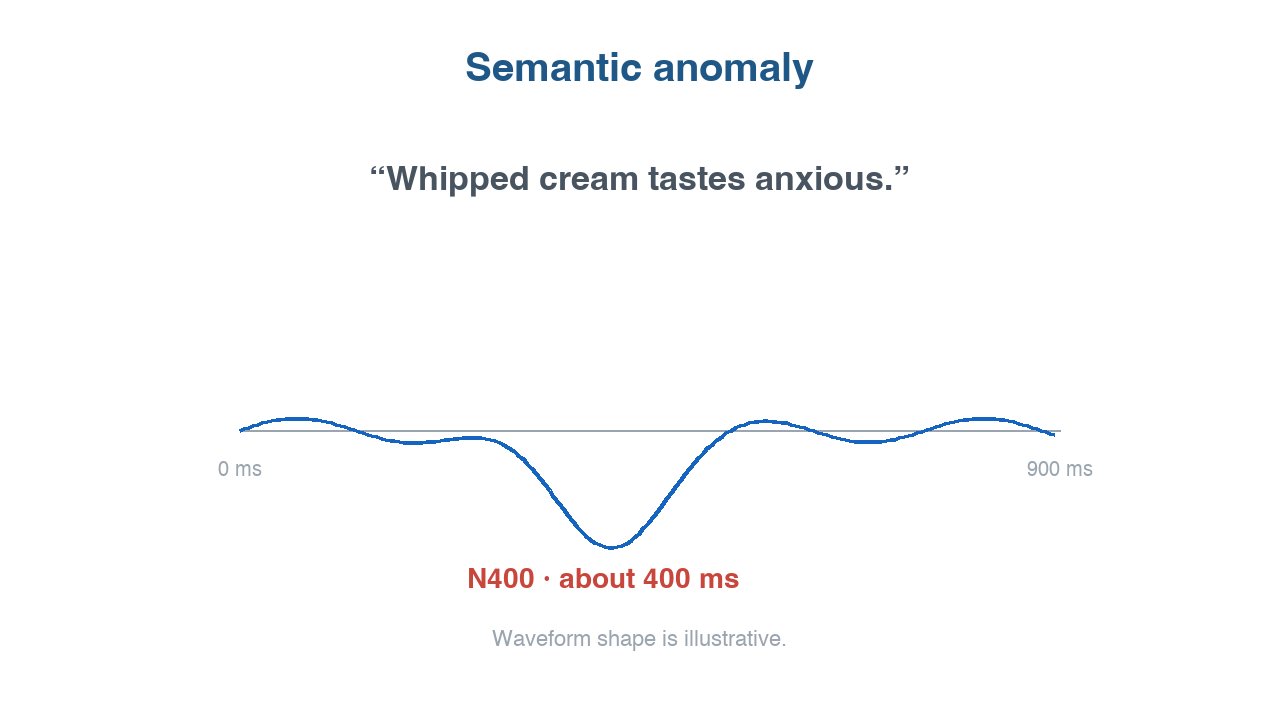 Semantic anomaly
“Whipped cream tastes anxious.”
0 ms
900 ms
N400 · about 400 ms
Waveform shape is illustrative.